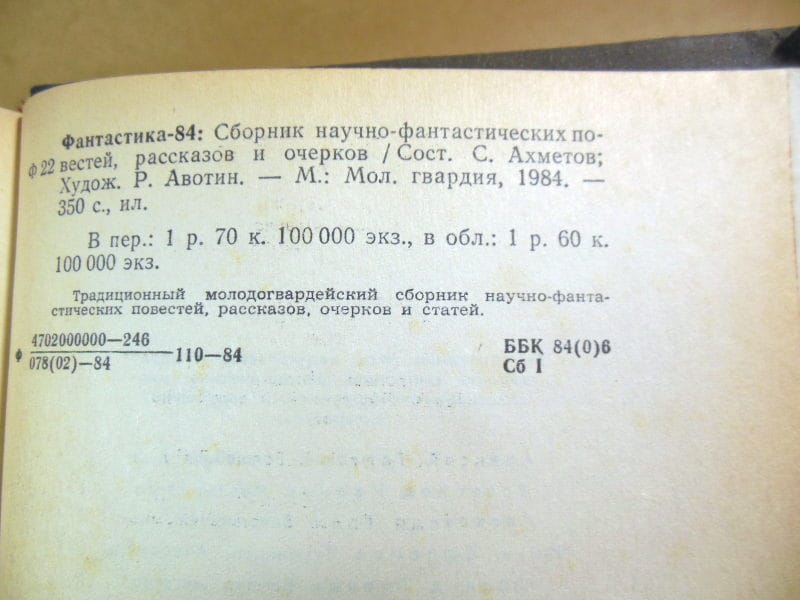 Фантастика-84: Сборник научно-фантастических по-
ф 22 вестей, рассказов и очерков / Сост. С. Ахметов;
Худож. Р. Авотин. — М.: Мол. гвардия, 1984. —
350 с., ил.
В пер.: 1 р. 70 к. 100 000 экз., в обл.: 1 р. 60 к.
100 000 экз.
Традиционный молодогвардейский сборник научно-фанта-
стических повестей, рассказов, очерков и статей.
ф 4702000000—246
078(02)—84
110—84
ББК 84(0)6
Сб I